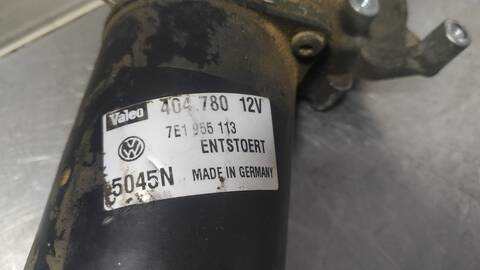 Valeo 404.780 12V
7E1 955 113
ENTSTOERT
5045N MADE IN GERMANY